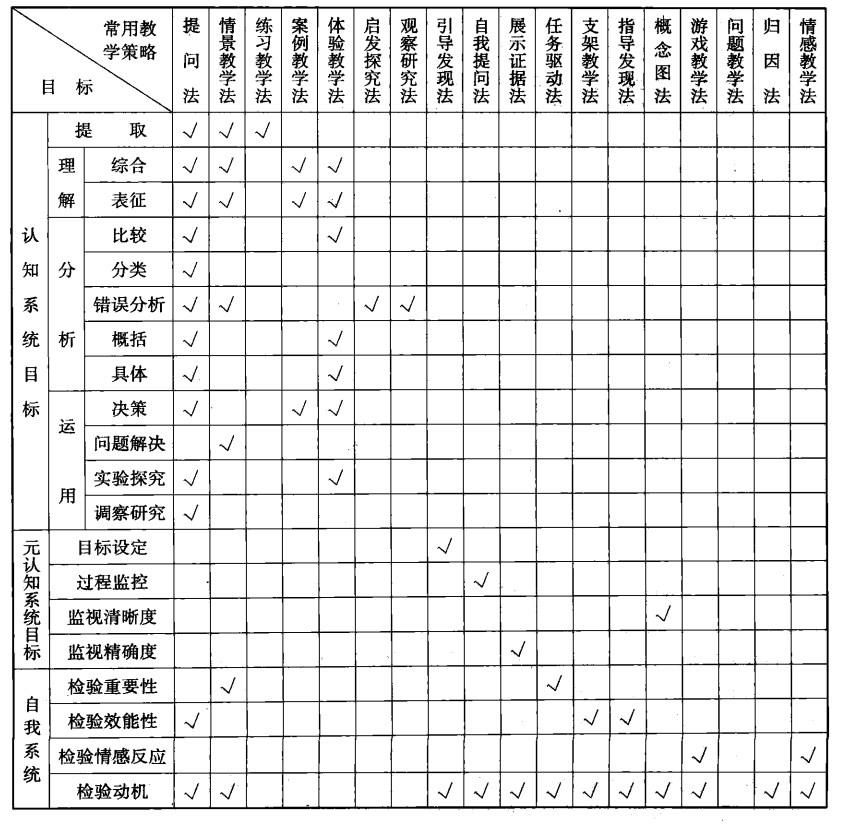 常用教学策略
目标
提问法 情景教学法 练习教学法 案例教学法 体验教学法 启发探究法 观察研究法 引导发现法 自我提问法 展示证据法 任务驱动法 支架教学法 指导发现法 概念图法 游戏教学法 问题教学法 归因法 情感教学法
认知系统目标
提取 √ √ √
理解
综合 √ √ √ √
表征 √ √ √ √
分析
比较 √ √
分类 √
错误分析 √ √ √ √
概括 √ √
具体 √ √
运用
决策 √ √ √
问题解决 √
实验探究 √ √
调察研究 √
元认知系统目标
目标设定 √
过程监控 √
监视清晰度 √
监视精确度 √
自我系统
检验重要性 √ √
检验效能性 √ √ √
检验情感反应 √ √
检验动机 √ √ √ √ √ √ √ √ √ √ √ √